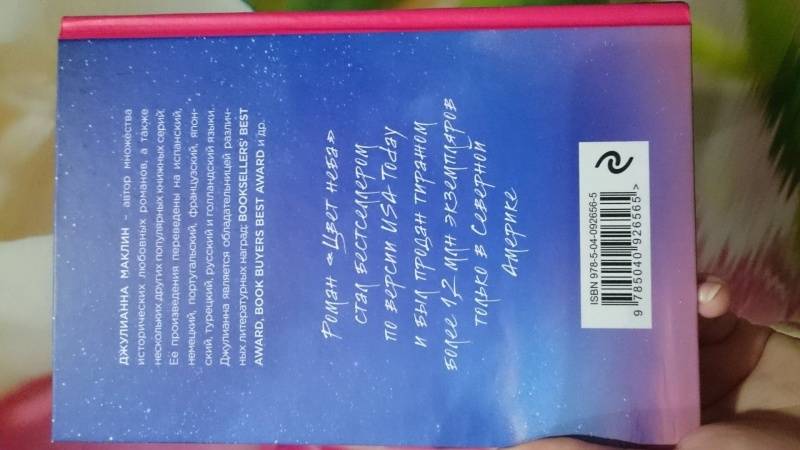 ДЖУЛИАННА МАКЛИН – автор множества
исторических любовных романов, а также
нескольких других популярных книжных серий.
Её произведения переведены на испанский,
немецкий, португальский, французский, япон-
ский, турецкий, русский и голландский языки.
Джулианна является обладательницей различ-
ных литературных наград: BOOKSELLERS' BEST
AWARD, BOOK BUYERS BEST AWARD и др.
Роман «Цвет неба»
стал бестселлером
по версии USA Today
и был продан тиражом
более 1,2 млн экземпляров
только в Северной
Америке
ISBN 978-5-04-092656-5
9 785040 926565 >